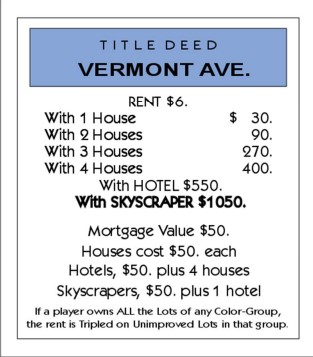 TITLE DEED
VERMONT AVE.
RENT $6.
With 1 House $ 30.
With 2 Houses 90.
With 3 Houses 270.
With 4 Houses 400.
With HOTEL $550.
With SKYSCRAPER $1050.
Mortgage Value $50.
Houses cost $50. each
Hotels, $50. plus 4 houses
Skyscrapers, $50. plus 1 hotel
If a player owns ALL the Lots of any Color-Group,
the rent is Tripled on Unimproved Lots in that group.